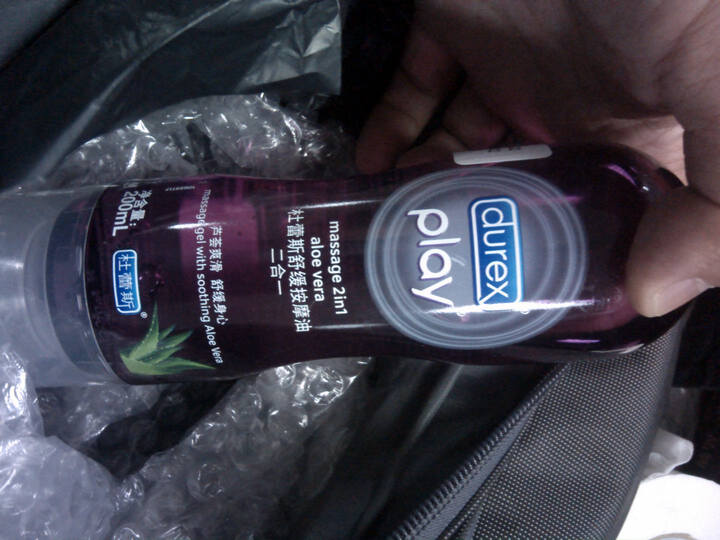 durex®
play
massage 2in1
aloe vera
杜蕾斯舒缓按摩油
二合一
芦荟爽滑 舒缓身心
massage gel with soothing Aloe Vera
净含量:
200mL
杜蕾斯®